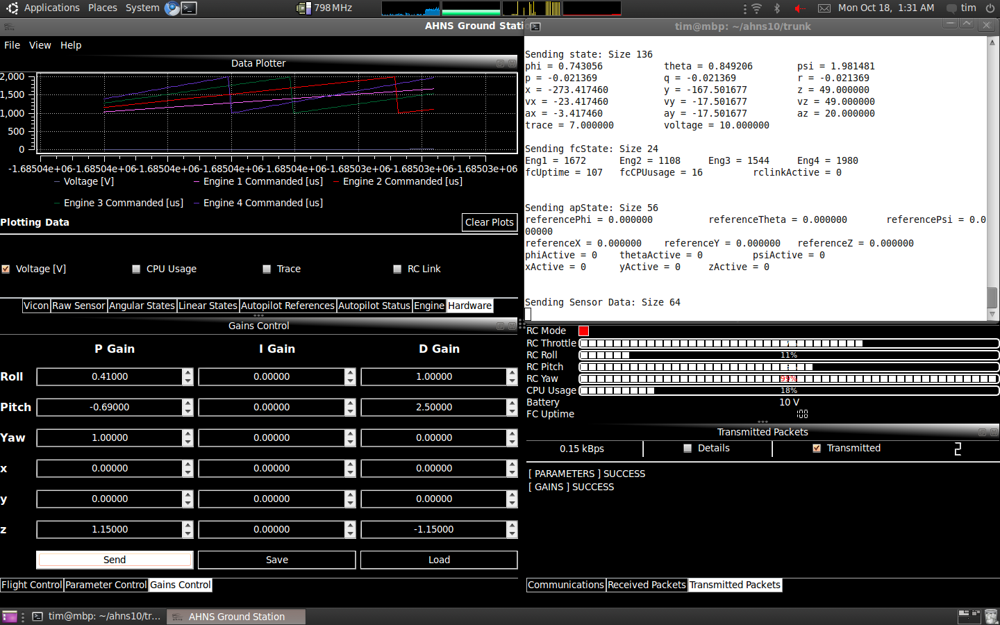 Applications Places System 798 MHz Mon Oct 18, 1:31 AM tim
AHNS Ground Stati
File View Help
Data Plotter
2,000
1,500
1,000
500
0
-1.68504e+06 -1.68504e+06 -1.68504e+06 -1.68504e+06 -1.68503e+06 -1.68503e+06 -1.68503e+06
Voltage [V] Engine 1 Commanded [us] Engine 2 Commanded [us]
Engine 3 Commanded [us] Engine 4 Commanded [us]
Plotting Data Clear Plots
Voltage [V] CPU Usage Trace RC Link
Vicon Raw Sensor Angular States Linear States Autopilot References Autopilot Status Engine Hardware
Gains Control
P Gain I Gain D Gain
Roll 0.41000 0.00000 1.00000
Pitch -0.69000 0.00000 2.50000
Yaw 1.00000 0.00000 0.00000
x 0.00000 0.00000 0.00000
y 0.00000 0.00000 0.00000
z 1.15000 0.00000 -1.15000
Send Save Load
Flight Control Parameter Control Gains Control
tim@mbp: ~/ahns10/trunk
Sending state: Size 136
phi = 0.743056 theta = 0.849206 psi = 1.981481
p = -0.021369 q = -0.021369 r = -0.021369
x = -273.417460 y = -167.501677 z = 49.000000
vx = -23.417460 vy = -17.501677 vz = 49.000000
ax = -3.417460 ay = -17.501677 az = 20.000000
trace = 7.000000 voltage = 10.000000
Sending fcState: Size 24
Eng1 = 1672 Eng2 = 1108 Eng3 = 1544 Eng4 = 1980
fcUptime = 107 fcCPUusage = 16 rclinkActive = 0
Sending apState: Size 56
referencePhi = 0.000000 referenceTheta = 0.000000 referencePsi = 0.0
00000
referenceX = 0.000000 referenceY = 0.000000 referenceZ = 0.000000
phiActive = 0 thetaActive = 0 psiActive = 0
xActive = 0 yActive = 0 zActive = 0
Sending Sensor Data: Size 64
RC Mode
RC Throttle
RC Roll 11%
RC Pitch
RC Yaw 99%
CPU Usage 18%
Battery 10 V
FC Uptime 100
Transmitted Packets
0.15 kBps Details Transmitted 2
[ PARAMETERS ] SUCCESS
[ GAINS ] SUCCESS
Communications Received Packets Transmitted Packets
tim@mbp: ~/ahns10/tr... AHNS Ground Station